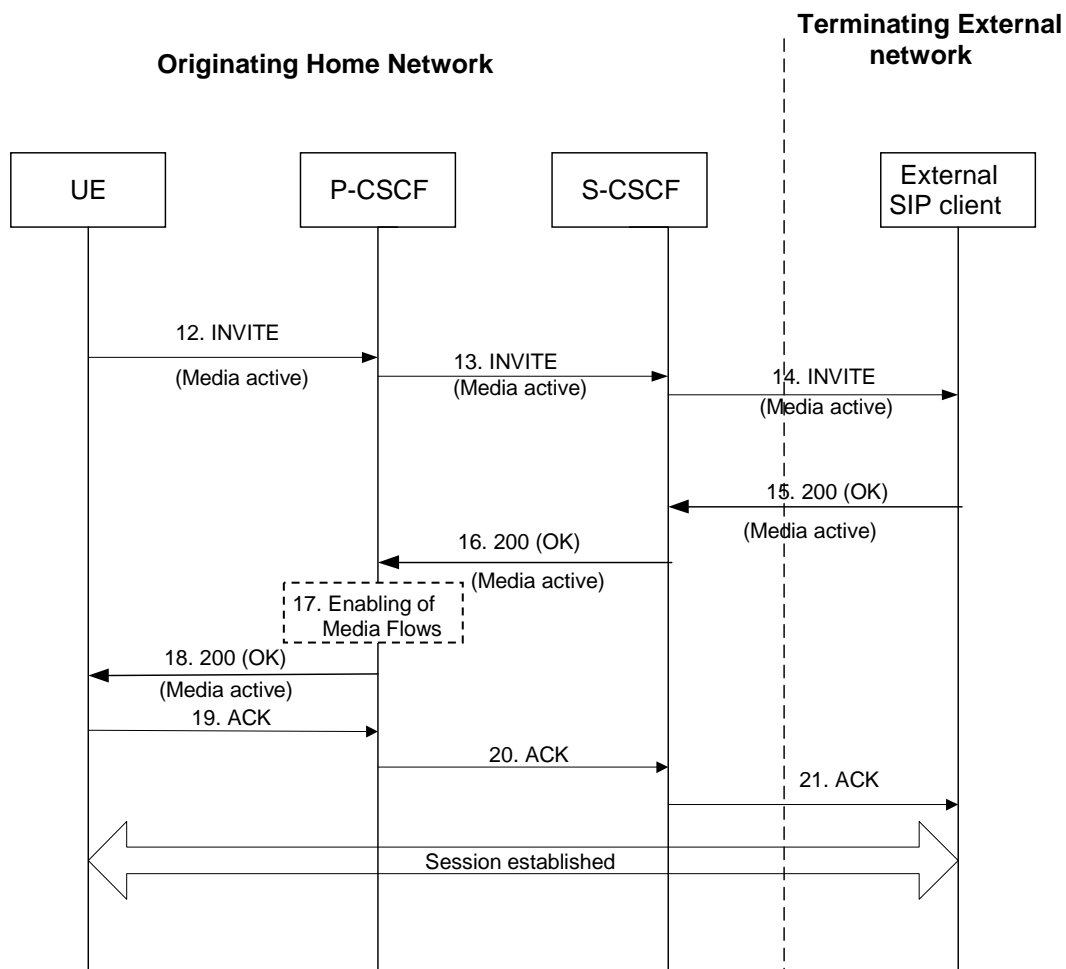 Terminating External
network
Originating Home Network
UE
P-CSCF
S-CSCF
External
SIP client
12. INVITE
(Media active)
13. INVITE
(Media active)
14. INVITE
(Media active)
15. 200 (OK)
(Media active)
16. 200 (OK)
(Media active)
17. Enabling of
Media Flows
18. 200 (OK)
(Media active)
19. ACK
20. ACK
21. ACK
Session established